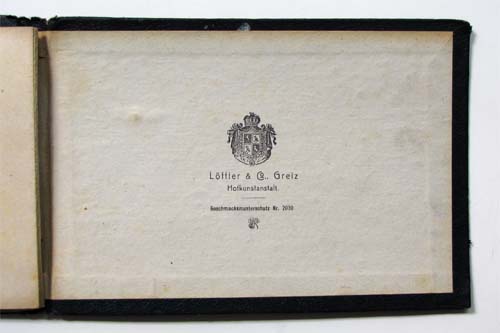 Löffler & Co., Greiz
Hofkunstanstalt.
Geschmacksmusterschutz Nr. 2030